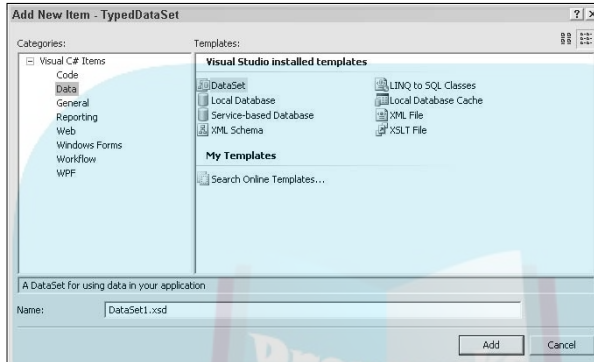 Add New Item - TypedDataSet
Categories:
Templates:
Visual C# Items
Code
Data
General
Reporting
Web
Windows Forms
Workflow
WPF
Visual Studio installed templates
DataSet
LINQ to SQL Classes
Local Database
Local Database Cache
Service-based Database
XML File
XML Schema
XSLT File
My Templates
Search Online Templates...
A DataSet for using data in your application
Name:
DataSet1.xsd
Add
Cancel